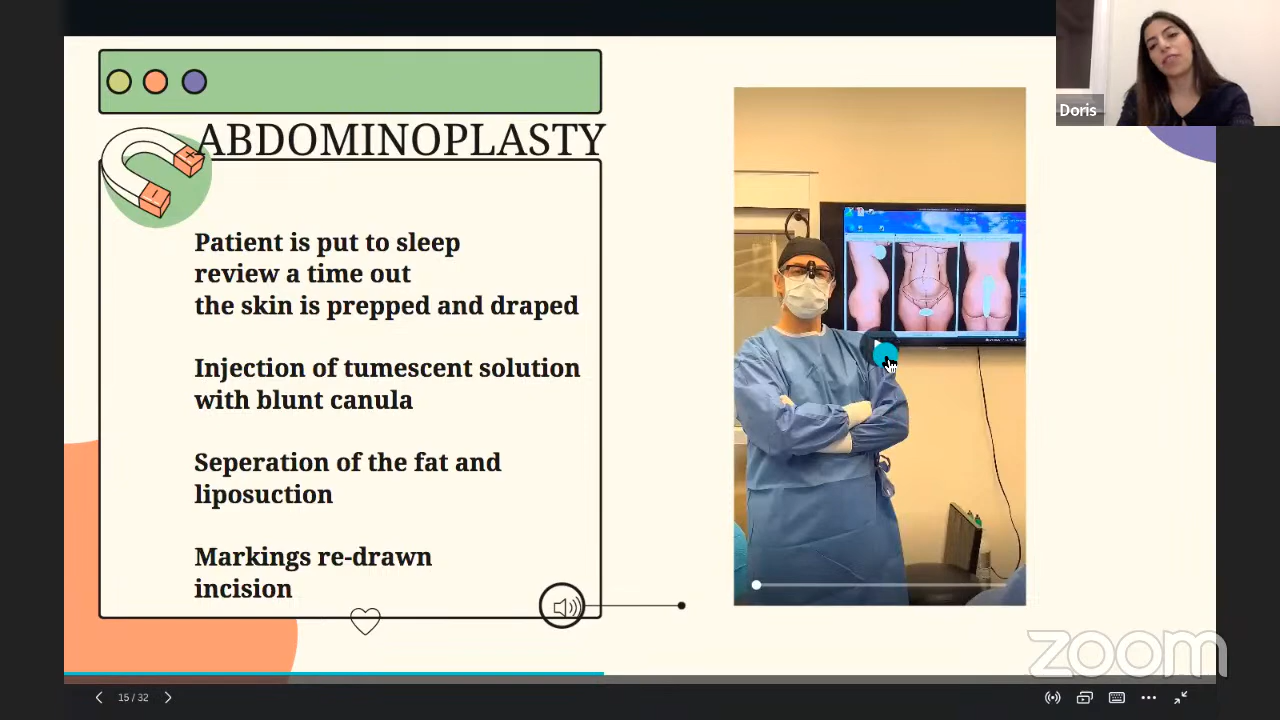 Doris
ABDOMINOPLASTY
Patient is put to sleep
review a time out
the skin is prepped and draped
Injection of tumescent solution
with blunt canula
Seperation of the fat and
liposuction
Markings re-drawn
incision
zoom
15 / 32